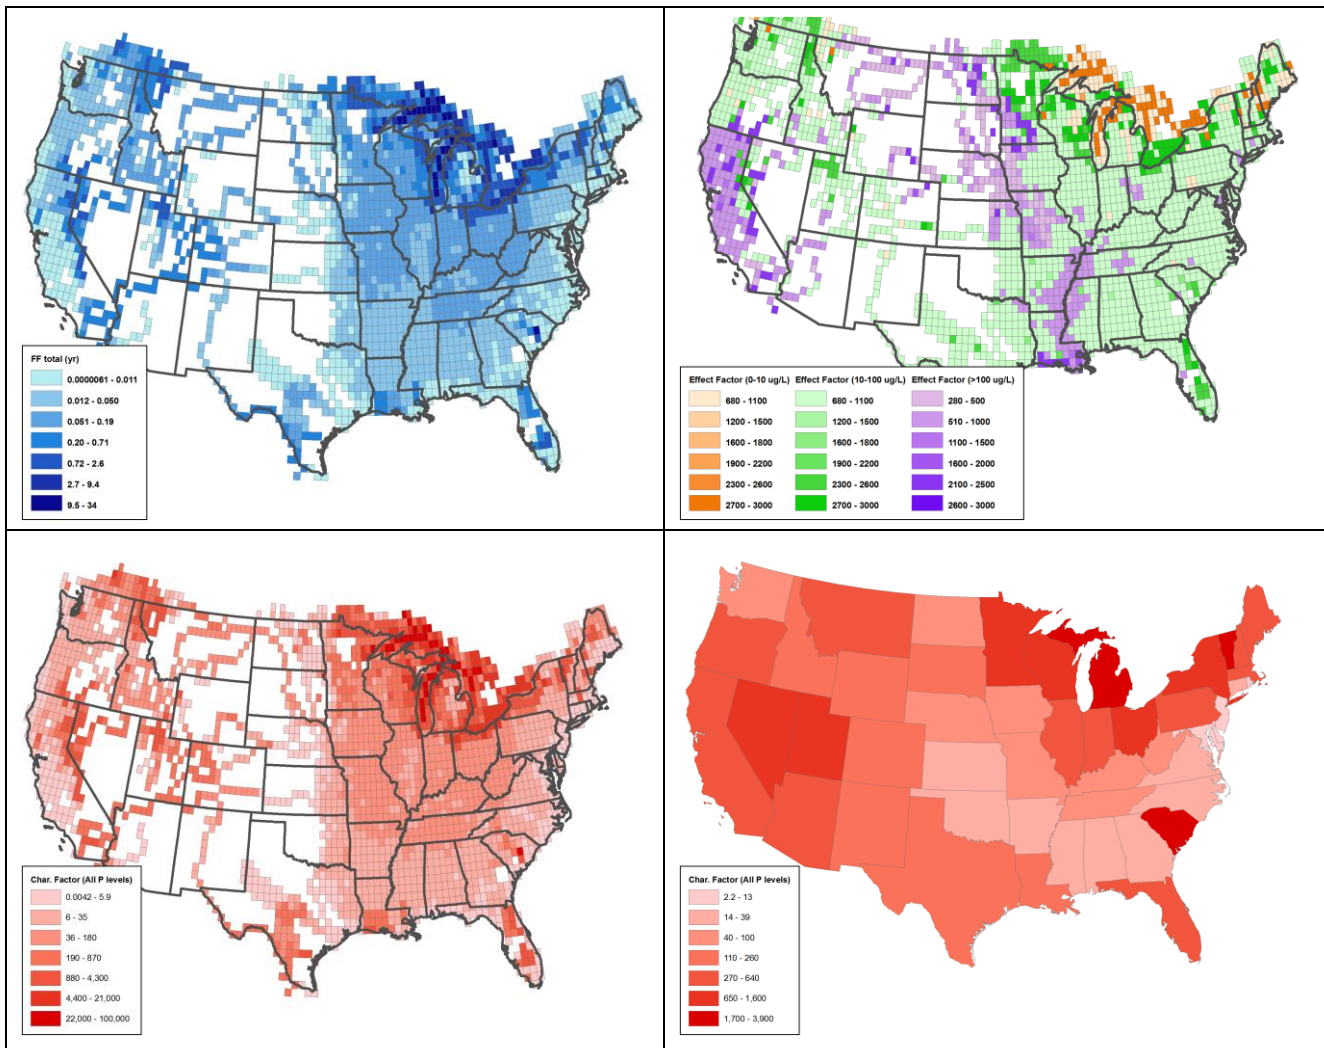 FF total (yr)
0.0000061 - 0.011
0.012 - 0.050
0.051 - 0.19
0.20 - 0.71
0.72 - 2.6
2.7 - 9.4
9.5 - 34
Effect Factor (0-10 ug/L) Effect Factor (10-100 ug/L) Effect Factor (>100 ug/L)
680 - 1100 680 - 1100 280 - 500
1200 - 1500 1200 - 1500 510 - 1000
1600 - 1800 1600 - 1800 1100 - 1500
1900 - 2200 1900 - 2200 1600 - 2000
2300 - 2600 2300 - 2600 2100 - 2500
2700 - 3000 2700 - 3000 2600 - 3000
Char. Factor (All P levels)
0.0042 - 5.9
6 - 35
36 - 180
190 - 870
880 - 4,300
4,400 - 21,000
22,000 - 100,000
Char. Factor (All P levels)
2.2 - 13
14 - 39
40 - 100
110 - 260
270 - 640
650 - 1,600
1,700 - 3,900